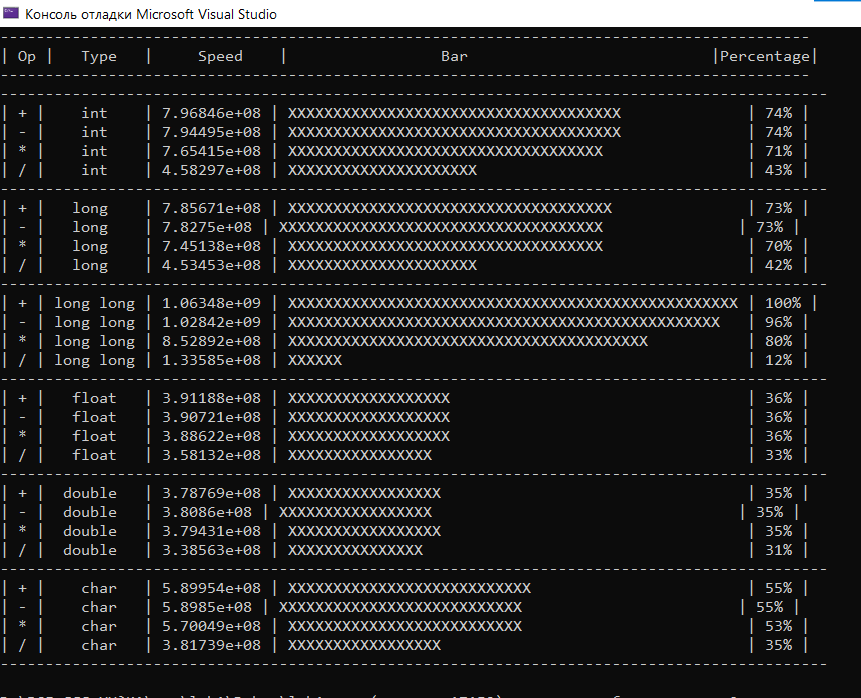 Консоль отладки Microsoft Visual Studio
------------------------------------------------------------------------------------------
| Op | Type | Speed | Bar |Percentage|
------------------------------------------------------------------------------------------
--------------------------------------------------------------------------------------------
| + | int | 7.96846e+08 | XXXXXXXXXXXXXXXXXXXXXXXXXXXXXXXXXXXXX | 74% |
| - | int | 7.94495e+08 | XXXXXXXXXXXXXXXXXXXXXXXXXXXXXXXXXXXXX | 74% |
| * | int | 7.65415e+08 | XXXXXXXXXXXXXXXXXXXXXXXXXXXXXXXXXXX | 71% |
| / | int | 4.58297e+08 | XXXXXXXXXXXXXXXXXXXXX | 43% |
--------------------------------------------------------------------------------------------
| + | long | 7.85671e+08 | XXXXXXXXXXXXXXXXXXXXXXXXXXXXXXXXXXXX | 73% |
| - | long | 7.8275e+08 | XXXXXXXXXXXXXXXXXXXXXXXXXXXXXXXXXXXX | 73% |
| * | long | 7.45138e+08 | XXXXXXXXXXXXXXXXXXXXXXXXXXXXXXXXXXX | 70% |
| / | long | 4.53453e+08 | XXXXXXXXXXXXXXXXXXXXX | 42% |
--------------------------------------------------------------------------------------------
| + | long long | 1.06348e+09 | XXXXXXXXXXXXXXXXXXXXXXXXXXXXXXXXXXXXXXXXXXXXXXXXXX | 100% |
| - | long long | 1.02842e+09 | XXXXXXXXXXXXXXXXXXXXXXXXXXXXXXXXXXXXXXXXXXXXXXXX | 96% |
| * | long long | 8.52892e+08 | XXXXXXXXXXXXXXXXXXXXXXXXXXXXXXXXXXXXXXXX | 80% |
| / | long long | 1.33585e+08 | XXXXXX | 12% |
--------------------------------------------------------------------------------------------
| + | float | 3.91188e+08 | XXXXXXXXXXXXXXXXXX | 36% |
| - | float | 3.90721e+08 | XXXXXXXXXXXXXXXXXX | 36% |
| * | float | 3.88622e+08 | XXXXXXXXXXXXXXXXXX | 36% |
| / | float | 3.58132e+08 | XXXXXXXXXXXXXXXX | 33% |
--------------------------------------------------------------------------------------------
| + | double | 3.78769e+08 | XXXXXXXXXXXXXXXXX | 35% |
| - | double | 3.8086e+08 | XXXXXXXXXXXXXXXXX | 35% |
| * | double | 3.79431e+08 | XXXXXXXXXXXXXXXXX | 35% |
| / | double | 3.38563e+08 | XXXXXXXXXXXXXXX | 31% |
--------------------------------------------------------------------------------------------
| + | char | 5.89954e+08 | XXXXXXXXXXXXXXXXXXXXXXXXXXX | 55% |
| - | char | 5.8985e+08 | XXXXXXXXXXXXXXXXXXXXXXXXXXX | 55% |
| * | char | 5.70049e+08 | XXXXXXXXXXXXXXXXXXXXXXXXXX | 53% |
| / | char | 3.81739e+08 | XXXXXXXXXXXXXXXXX | 35% |
--------------------------------------------------------------------------------------------